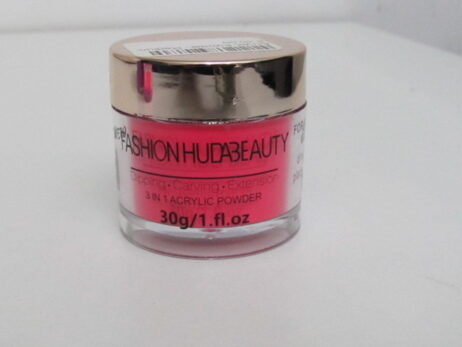 FASHION HUDABEAUTY
Dipping · Carving · Extension
3 IN 1 ACRYLIC POWDER
30g/1.fl.oz